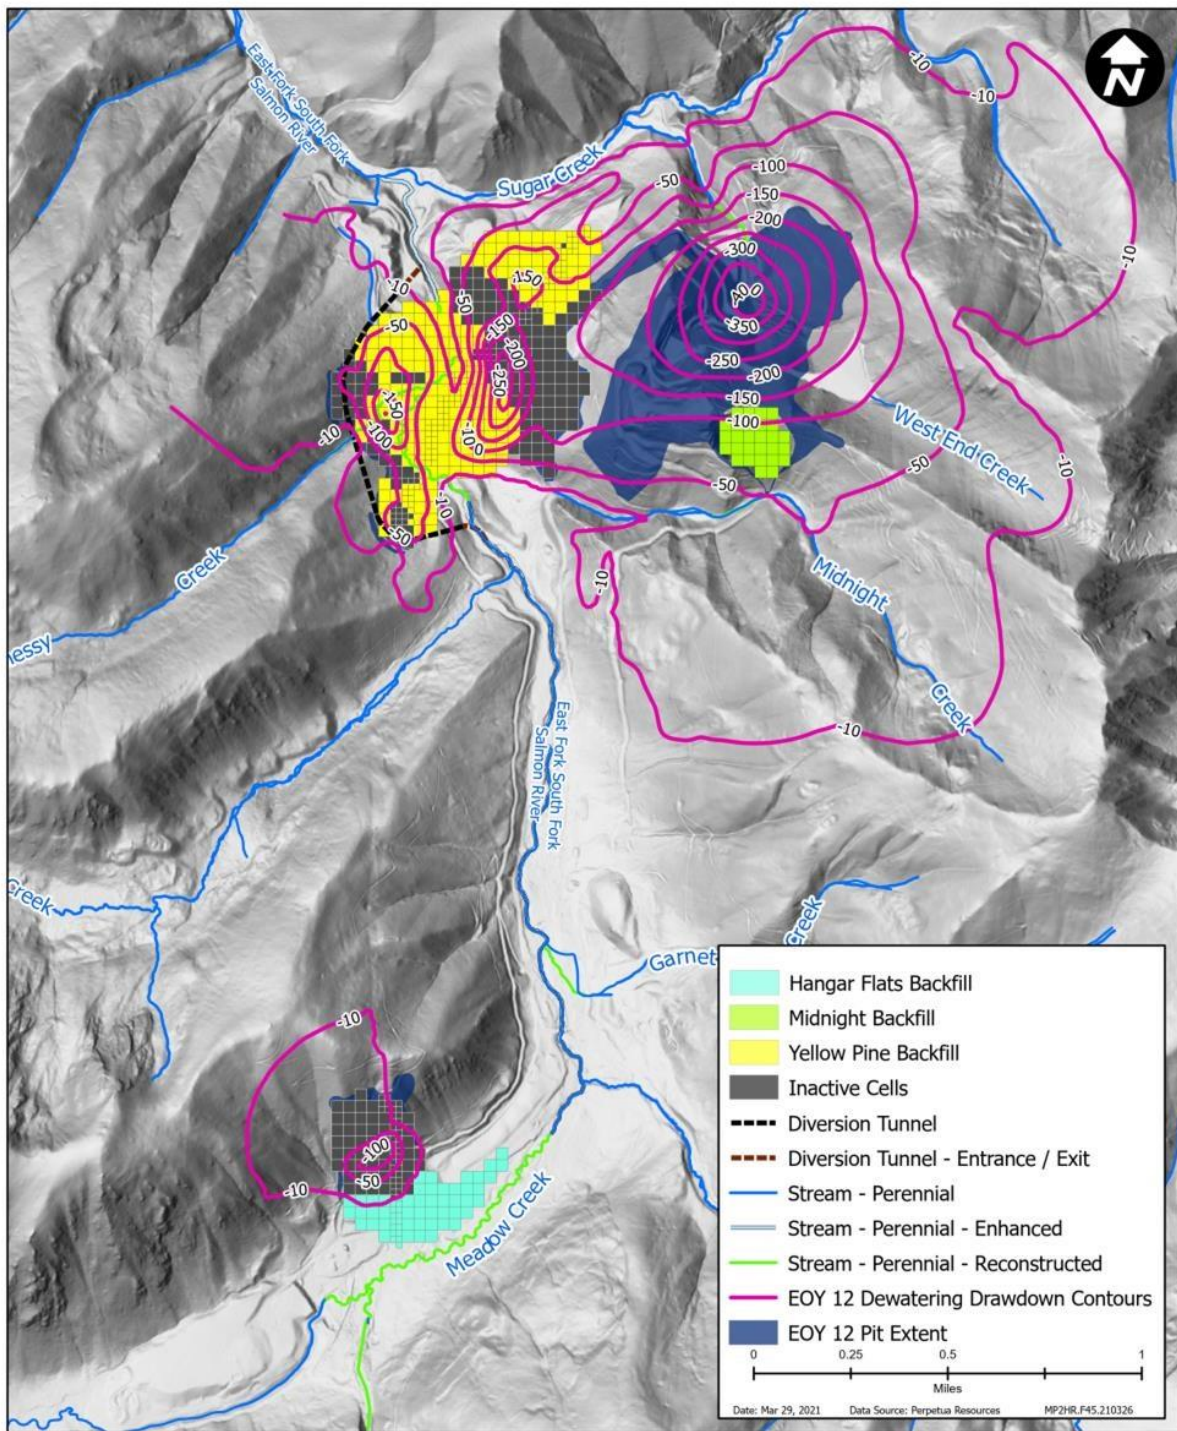 N
East Fork South Fork
Salmon River
-10
-10
Sugar Creek
-50
-100
-150
-200
-10
-300
-150
-10
-400
-50
-50
-150
-350
-200
-250
-200
-250
-150
-150
-100
-10
-100
-100
West End Creek
-50
-10
-50
-10
-50
Creek
-10
Midnight
nessy
Creek
East Fork South Fork
Salmon River
-10
Creek
Creek
Garnet
-10
-100
-50
-10
Meadow Creek
Hangar Flats Backfill
Midnight Backfill
Yellow Pine Backfill
Inactive Cells
Diversion Tunnel
Diversion Tunnel - Entrance / Exit
Stream - Perennial
Stream - Perennial - Enhanced
Stream - Perennial - Reconstructed
EOY 12 Dewatering Drawdown Contours
EOY 12 Pit Extent
0 0.25 0.5 1
Miles
Date: Mar 29, 2021 Data Source: Perpetua Resources MP2HR.F45.210326